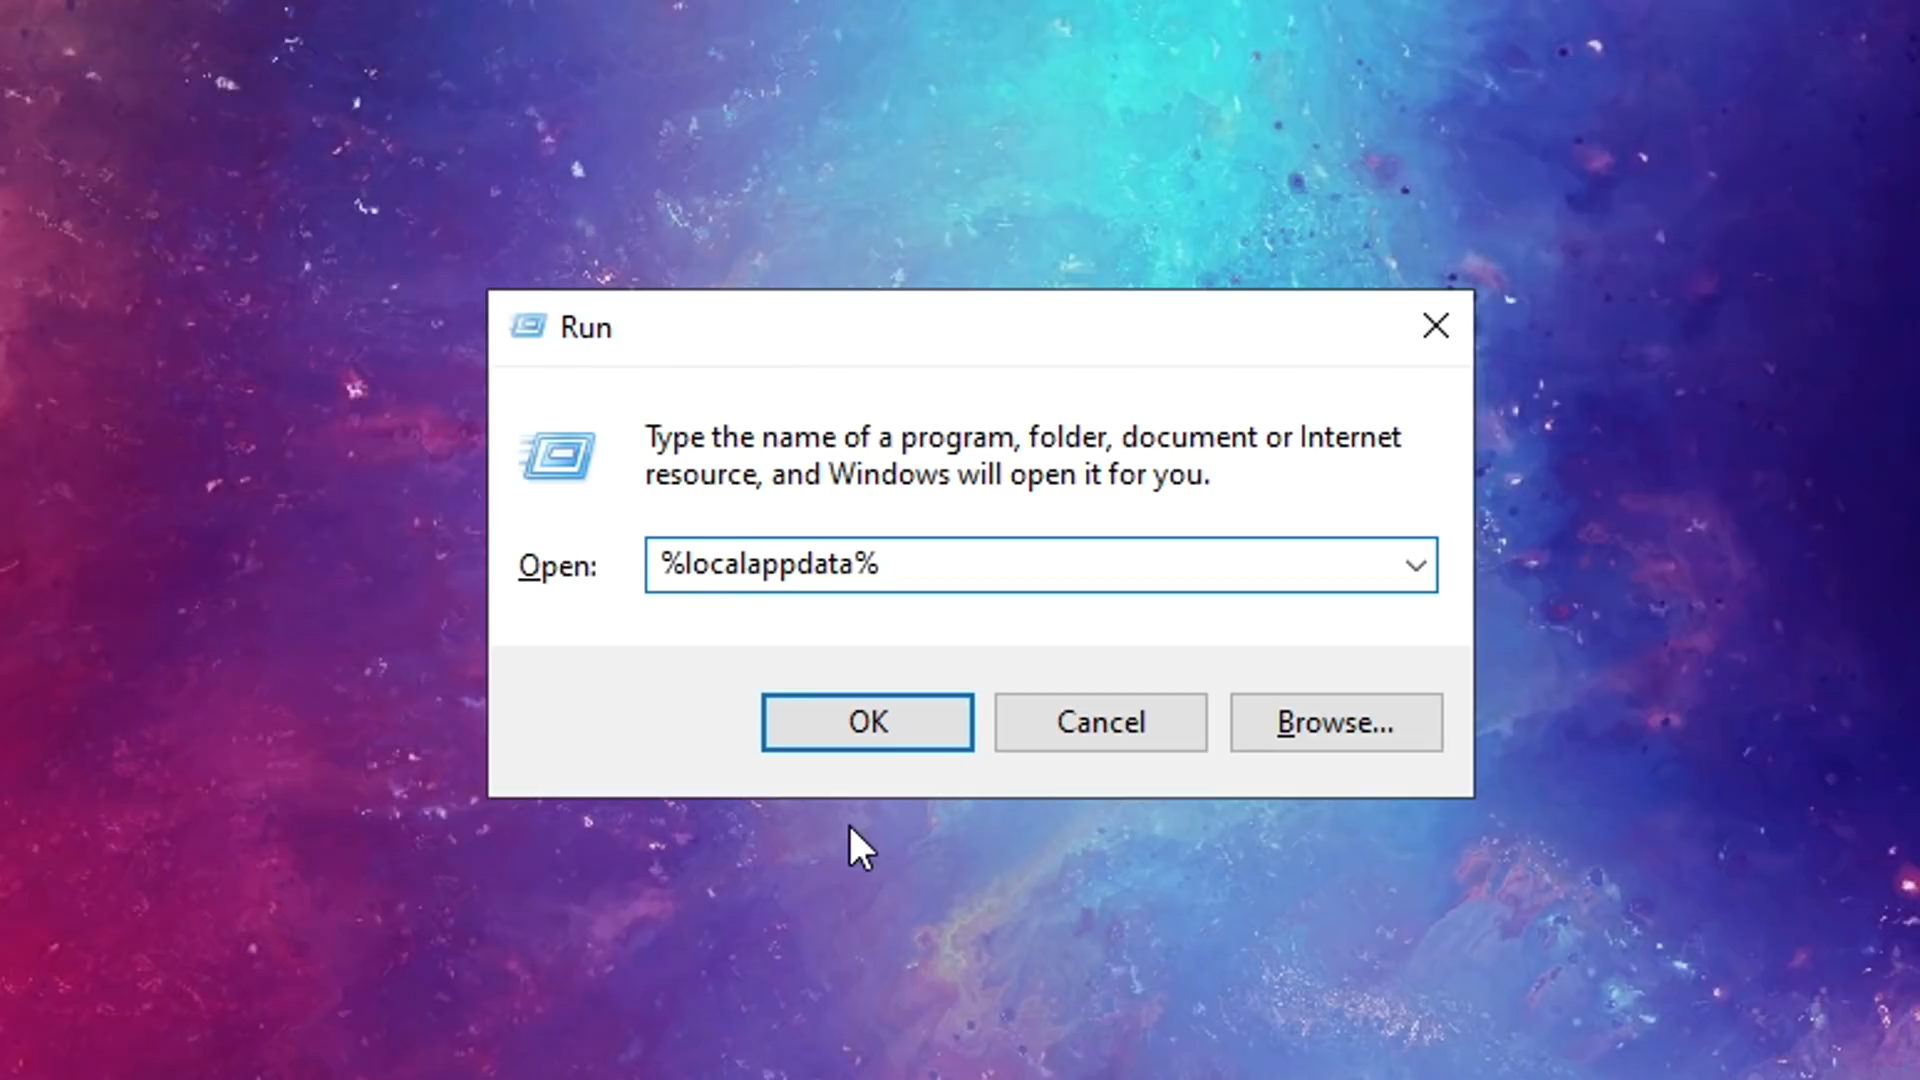 Run
Type the name of a program, folder, document or Internet
resource, and Windows will open it for you.
Open: %localappdata%
OK Cancel Browse...